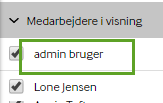 Medarbejdere i visning
admin bruger
Lone Jensen